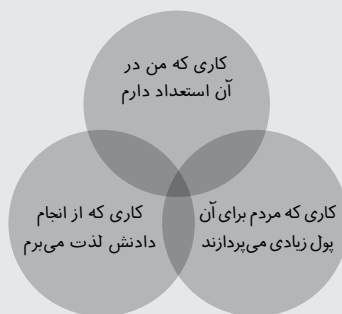 کاری که من در
آن استعداد دارم
کاری که مردم برای آن
پول زیادی می‌پردازند
کاری که از انجام
دادنش لذت می‌برم